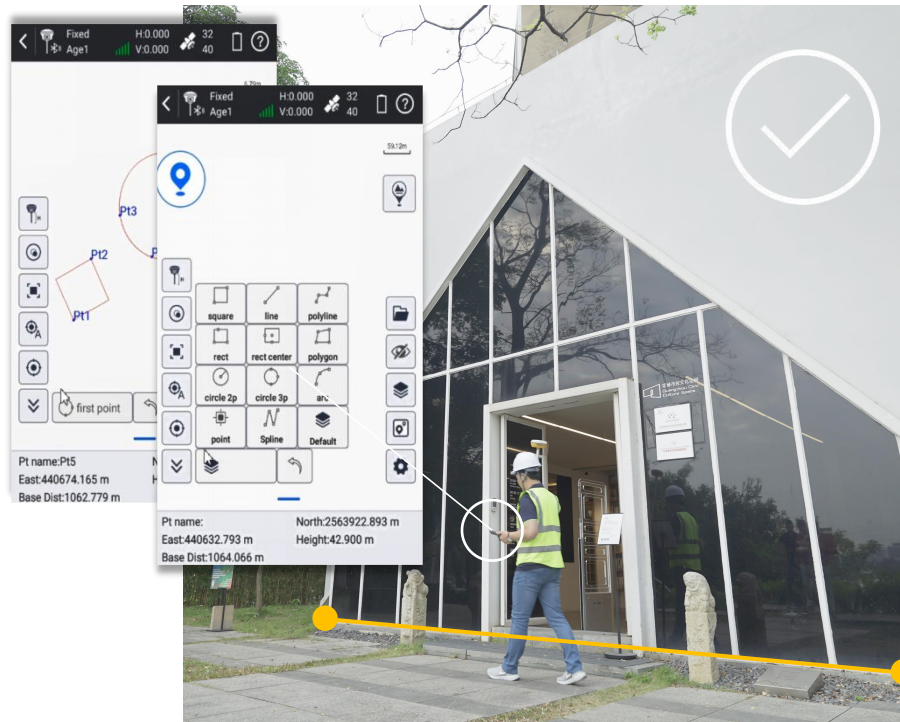 Fixed
H:0.000
32
Age1
V:0.000
40
Pt3
Pt2
Pt1
first point
Pt name:Pt5
East:440674.165 m
Base Dist:1062.779 m
Fixed
H:0.000
32
Age1
V:0.000
40
59.12m
square
line
polyline
rect
rect center
polygon
circle 2p
circle 3p
arc
point
Spline
Default
Pt name:
North:2563922.893 m
East:440632.793 m
Height:42.900 m
Base Dist:1064.066 m